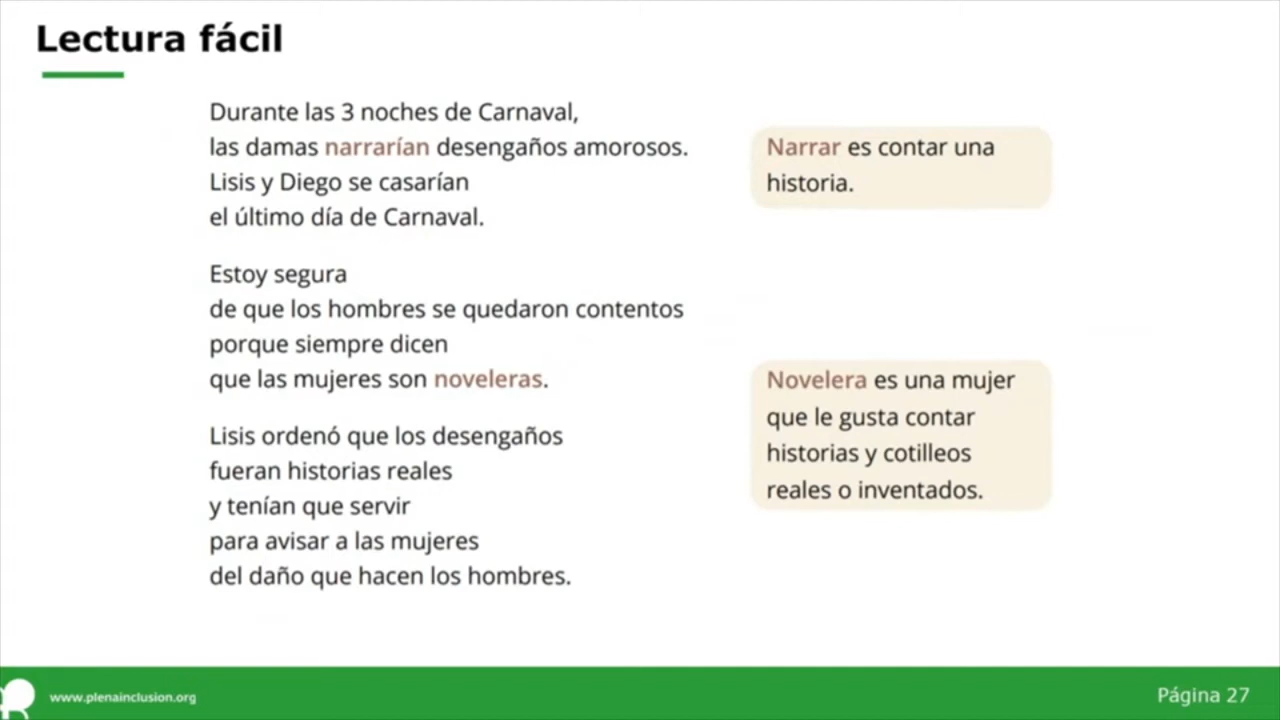 Lectura fácil
Durante las 3 noches de Carnaval,
las damas narrarían desengaños amorosos.
Lisis y Diego se casarían
el último día de Carnaval.
Narrar es contar una
historia.
Estoy segura
de que los hombres se quedaron contentos
porque siempre dicen
que las mujeres son noveleras.
Novelera es una mujer
que le gusta contar
historias y cotilleos
reales o inventados.
Lisis ordenó que los desengaños
fueran historias reales
y tenían que servir
para avisar a las mujeres
del daño que hacen los hombres.
www.plenainclusion.org
Página 27